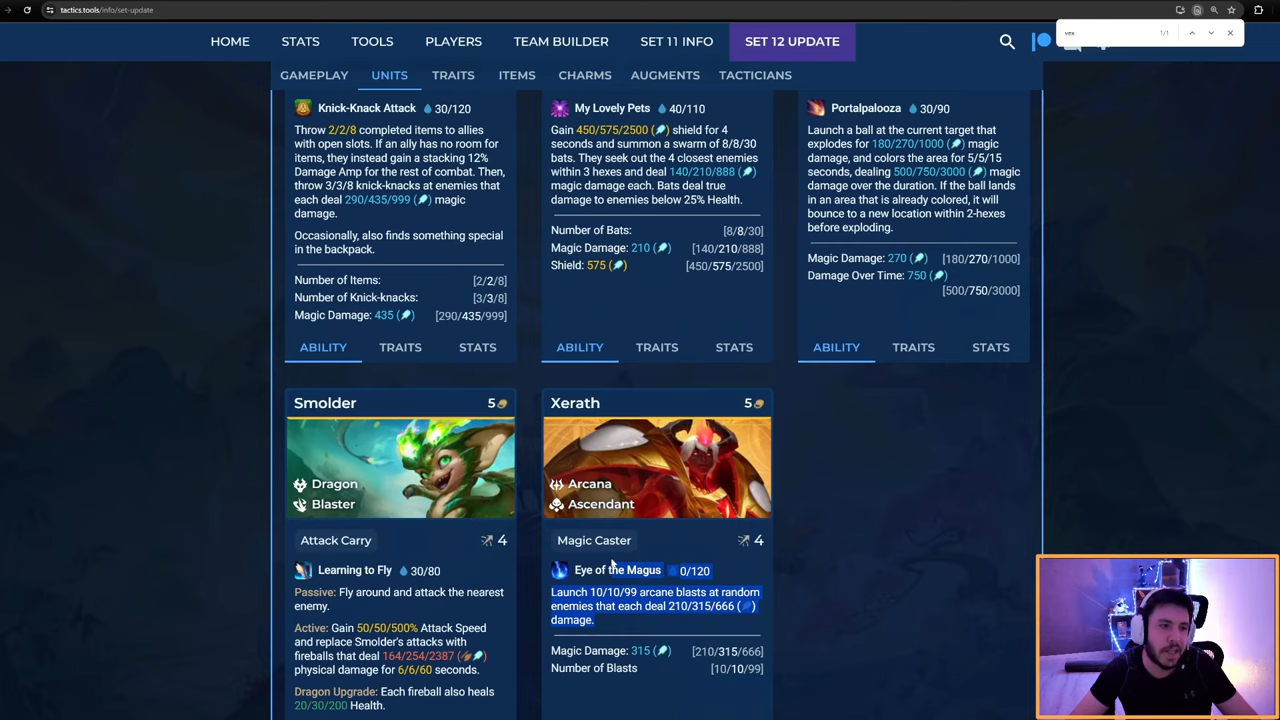 tactics.tools/info/set-update
vex
1/1
HOME STATS TOOLS PLAYERS TEAM BUILDER SET 11 INFO SET 12 UPDATE
GAMEPLAY UNITS TRAITS ITEMS CHARMS AUGMENTS TACTICIANS
Knick-Knack Attack 30/120
Throw 2/2/8 completed items to allies
with open slots. If an ally has no room for
items, they instead gain a stacking 12%
Damage Amp for the rest of combat. Then,
throw 3/3/8 knick-knacks at enemies that
each deal 290/435/999 ( ) magic
damage.
Occasionally, also finds something special
in the backpack.
Number of Items: [2/2/8]
Number of Knick-knacks: [3/3/8]
Magic Damage: 435 ( ) [290/435/999]
ABILITY TRAITS STATS
My Lovely Pets 40/110
Gain 450/575/2500 ( ) shield for 4
seconds and summon a swarm of 8/8/30
bats. They seek out the 4 closest enemies
within 3 hexes and deal 140/210/888 ( )
magic damage each. Bats deal true
damage to enemies below 25% Health.
Number of Bats: [8/8/30]
Magic Damage: 210 ( ) [140/210/888]
Shield: 575 ( ) [450/575/2500]
ABILITY TRAITS STATS
Portalpalooza 30/90
Launch a ball at the current target that
explodes for 180/270/1000 ( ) magic
damage, and colors the area for 5/5/15
seconds, dealing 500/750/3000 ( ) magic
damage over the duration. If the ball lands
in an area that is already colored, it will
bounce to a new location within 2-hexes
before exploding.
Magic Damage: 270 ( ) [180/270/1000]
Damage Over Time: 750 ( )
[500/750/3000]
ABILITY TRAITS STATS
Smolder 5
Dragon
Blaster
Attack Carry 4
Learning to Fly 30/80
Passive: Fly around and attack the nearest
enemy.
Active: Gain 50/50/500% Attack Speed
and replace Smolder's attacks with
fireballs that deal 164/254/2387 ( )
physical damage for 6/6/60 seconds.
Dragon Upgrade: Each fireball also heals
20/30/200 Health.
Xerath 5
Arcana
Ascendant
Magic Caster 4
Eye of the Magus 0/120
Launch 10/10/99 arcane blasts at random
enemies that each deal 210/315/666 ( )
damage.
Magic Damage: 315 ( ) [210/315/666]
Number of Blasts [10/10/99]